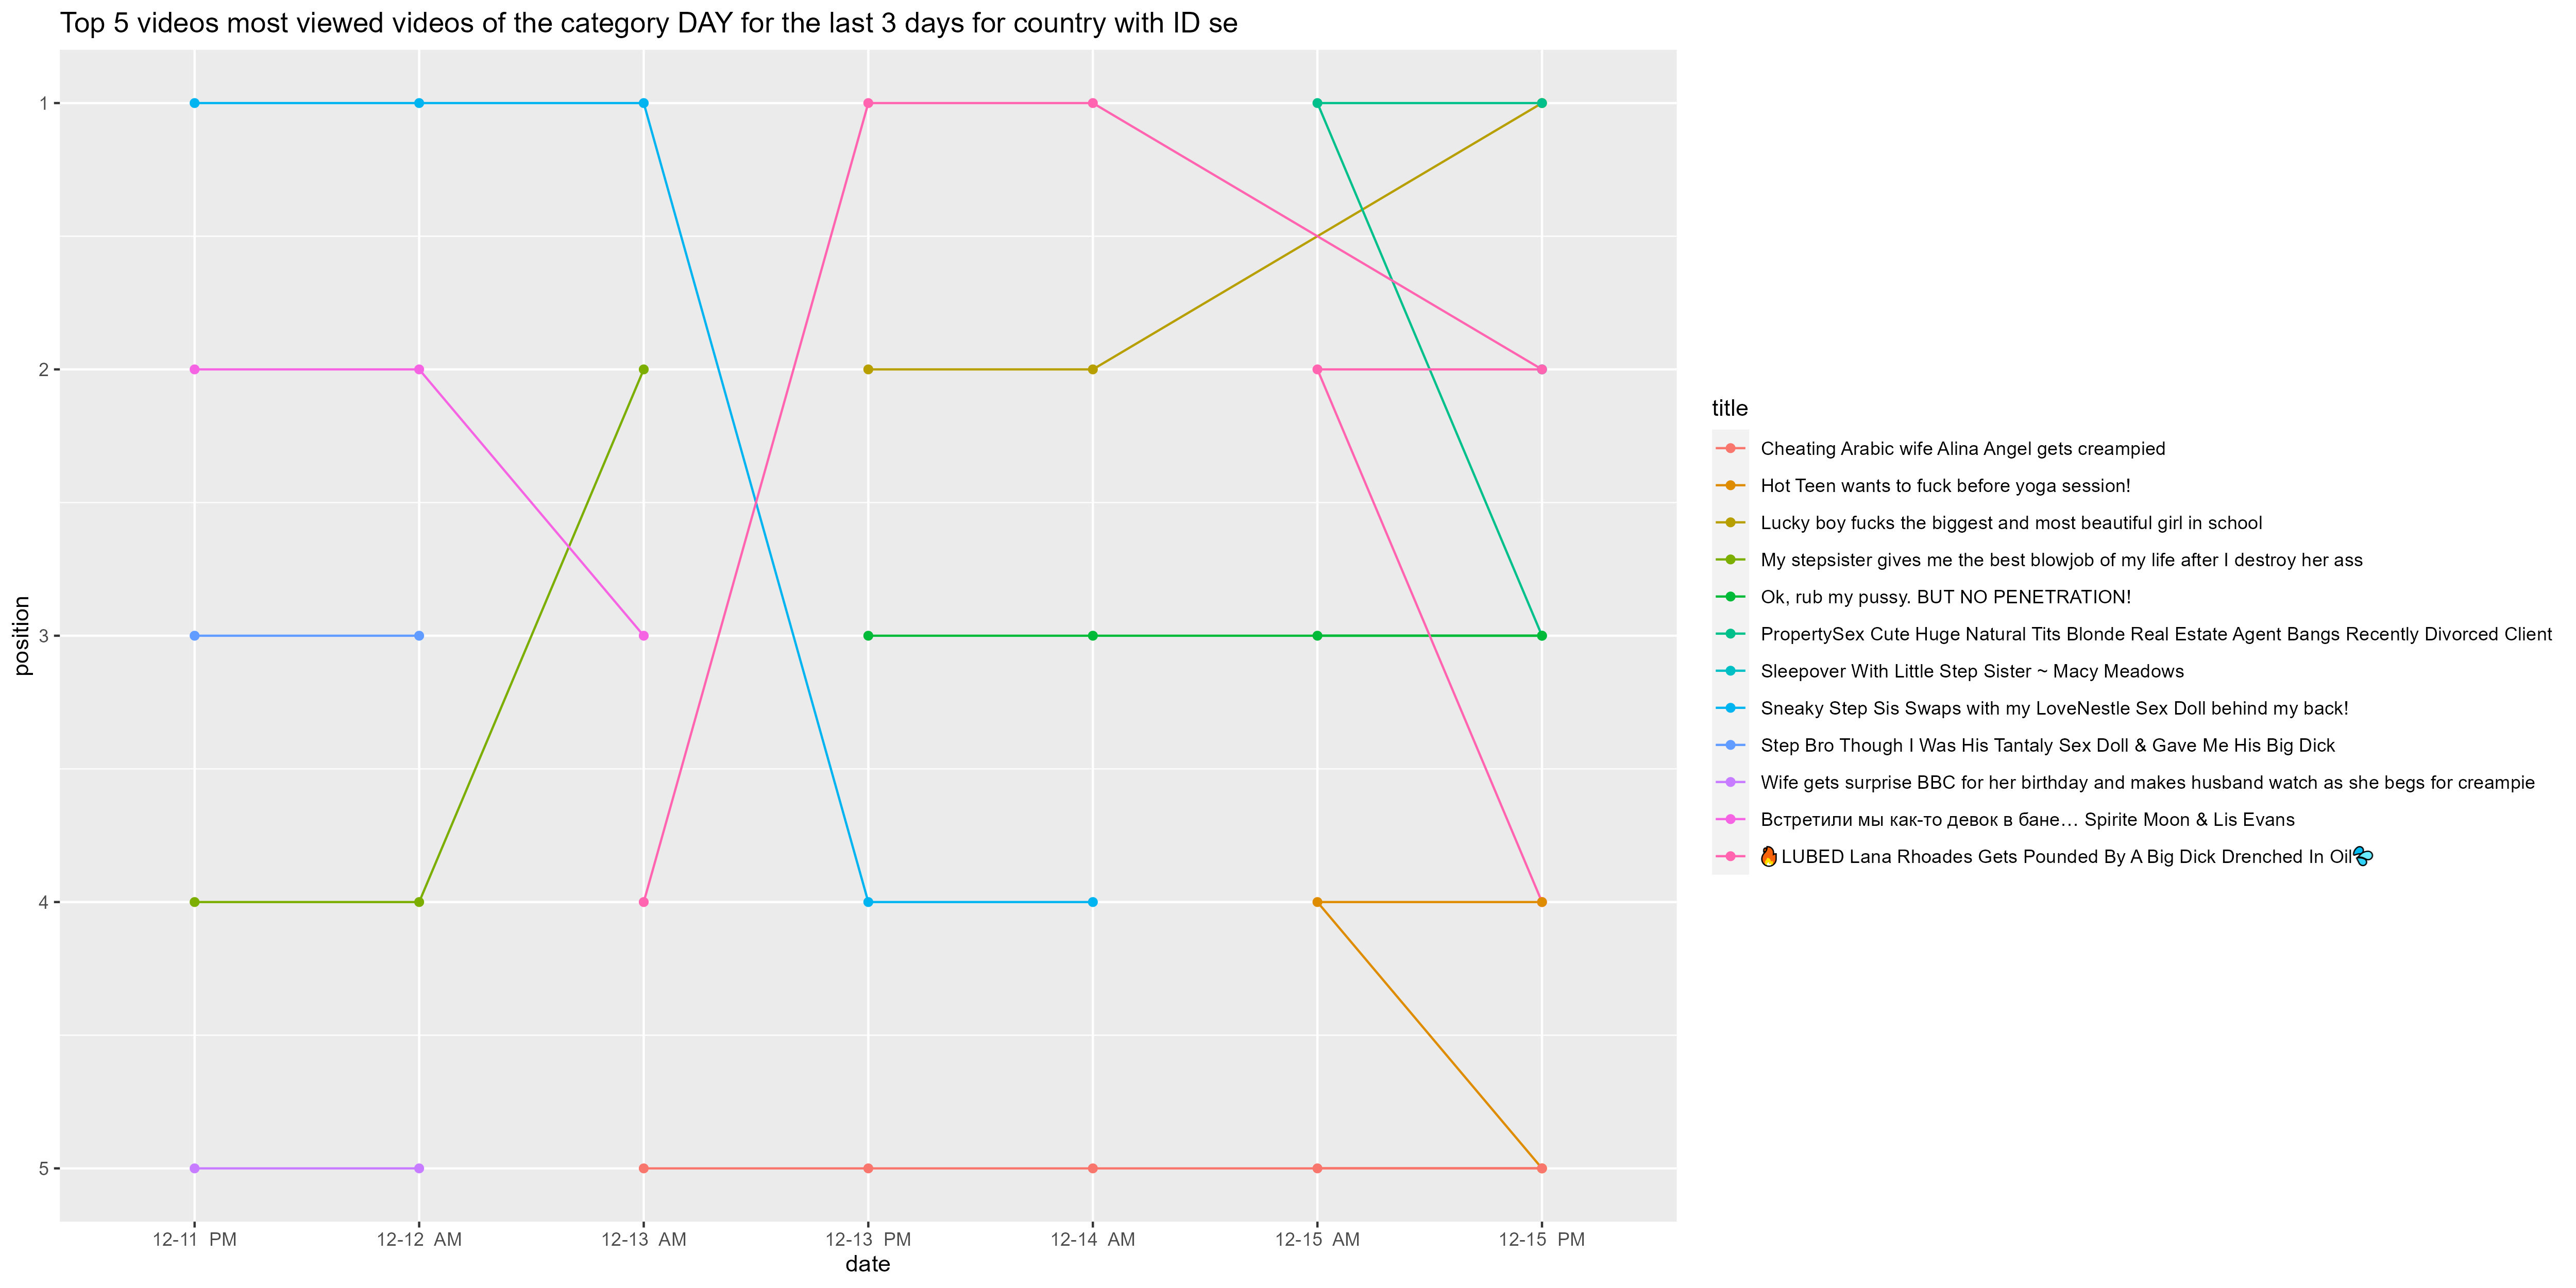 Top 5 videos most viewed videos of the category DAY for the last 3 days for country with ID se
position
1
2
3
4
5
12-11 PM
12-12 AM
12-13 AM
12-13 PM
12-14 AM
12-15 AM
12-15 PM
date
title
Cheating Arabic wife Alina Angel gets creampied
Hot Teen wants to fuck before yoga session!
Lucky boy fucks the biggest and most beautiful girl in school
My stepsister gives me the best blowjob of my life after I destroy her ass
Ok, rub my pussy. BUT NO PENETRATION!
PropertySex Cute Huge Natural Tits Blonde Real Estate Agent Bangs Recently Divorced Client
Sleepover With Little Step Sister ~ Macy Meadows
Sneaky Step Sis Swaps with my LoveNestle Sex Doll behind my back!
Step Bro Though I Was His Tantaly Sex Doll & Gave Me His Big Dick
Wife gets surprise BBC for her birthday and makes husband watch as she begs for creampie
Встретили мы как-то девок в бане… Spirite Moon & Lis Evans
🔥LUBED Lana Rhoades Gets Pounded By A Big Dick Drenched In Oil💦